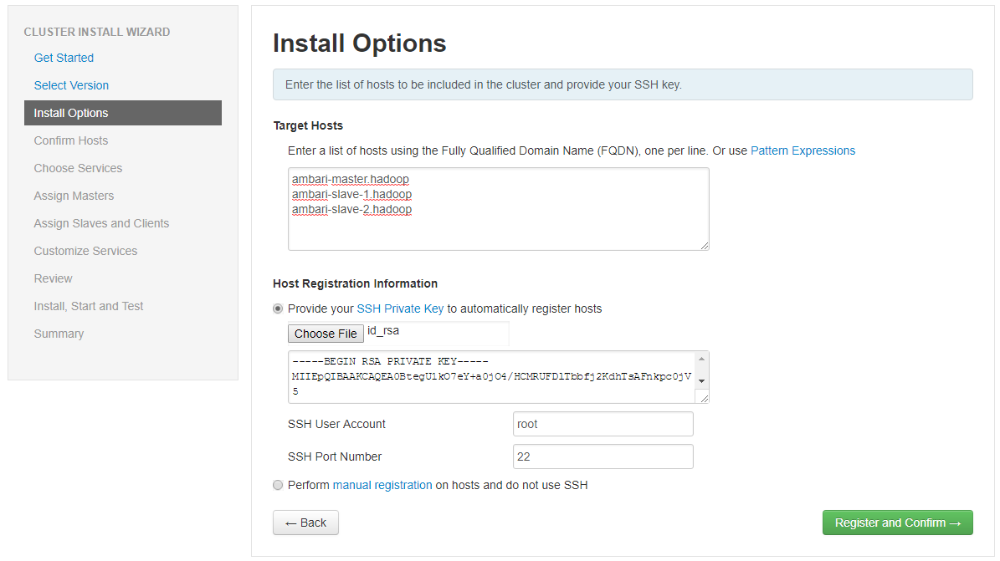 CLUSTER INSTALL WIZARD
Get Started
Select Version
Install Options
Confirm Hosts
Choose Services
Assign Masters
Assign Slaves and Clients
Customize Services
Review
Install, Start and Test
Summary
Install Options
Enter the list of hosts to be included in the cluster and provide your SSH key.
Target Hosts
Enter a list of hosts using the Fully Qualified Domain Name (FQDN), one per line. Or use Pattern Expressions
ambari-master.hadoop
ambari-slave-1.hadoop
ambari-slave-2.hadoop
Host Registration Information
Provide your SSH Private Key to automatically register hosts
Choose File id_rsa
-----BEGIN RSA PRIVATE KEY-----
MIIEpQIBAAKCAQEA0BtegUlkO7eY+a0jO4/HCMRUFDlTbbfj2KdhTsAFnkpc0jV
5
SSH User Account root
SSH Port Number 22
Perform manual registration on hosts and do not use SSH
← Back
Register and Confirm →